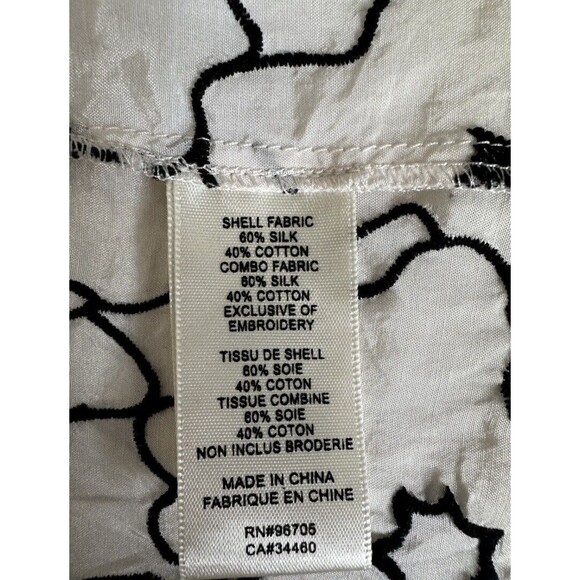 SHELL FABRIC
60% SILK
40% COTTON
COMBO FABRIC
60% SILK
40% COTTON
EXCLUSIVE OF
EMBROIDERY
TISSU DE SHELL
60% SOIE
40% COTON
TISSUE COMBINE
60% SOIE
40% COTON
NON INCLUS BRODERIE
MADE IN CHINA
FABRIQUE EN CHINE
RN#96705
CA#34460